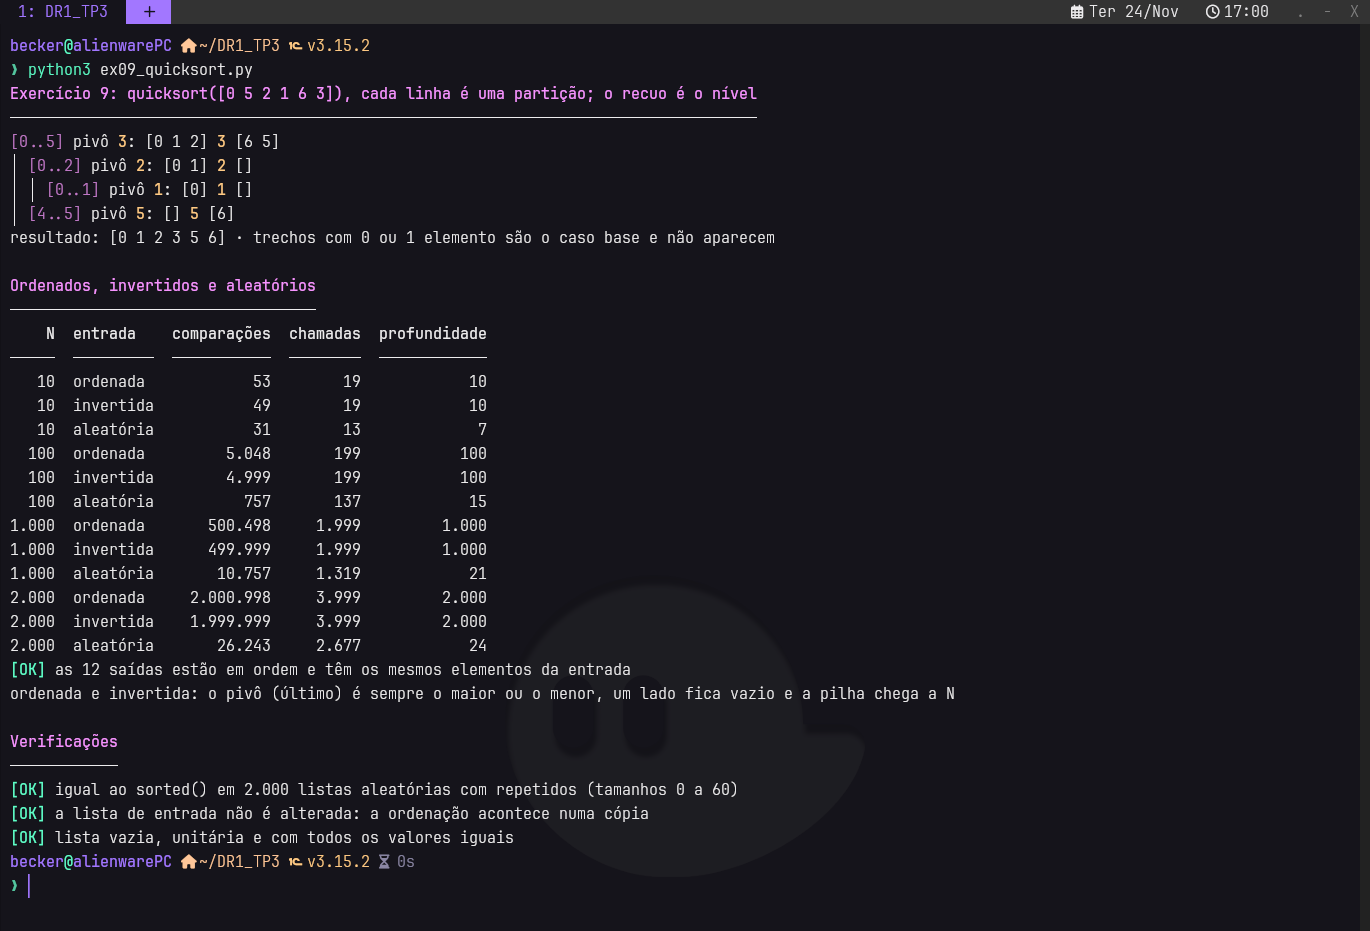 1: DR1_TP3 + Ter 24/Nov 17:00 . - X
becker@alienwarePC ~/DR1_TP3 v3.15.2
❯ python3 ex09_quicksort.py
Exercício 9: quicksort([0 5 2 1 6 3]), cada linha é uma partição; o recuo é o nível
[0..5] pivô 3: [0 1 2] 3 [6 5]
[0..2] pivô 2: [0 1] 2 []
[0..1] pivô 1: [0] 1 []
[4..5] pivô 5: [] 5 [6]
resultado: [0 1 2 3 5 6] · trechos com 0 ou 1 elemento são o caso base e não aparecem
Ordenados, invertidos e aleatórios
N entrada comparações chamadas profundidade
10 ordenada 53 19 10
10 invertida 49 19 10
10 aleatória 31 13 7
100 ordenada 5.048 199 100
100 invertida 4.999 199 100
100 aleatória 757 137 15
1.000 ordenada 500.498 1.999 1.000
1.000 invertida 499.999 1.999 1.000
1.000 aleatória 10.757 1.319 21
2.000 ordenada 2.000.998 3.999 2.000
2.000 invertida 1.999.999 3.999 2.000
2.000 aleatória 26.243 2.677 24
[OK] as 12 saídas estão em ordem e têm os mesmos elementos da entrada
ordenada e invertida: o pivô (último) é sempre o maior ou o menor, um lado fica vazio e a pilha chega a N
Verificações
[OK] igual ao sorted() em 2.000 listas aleatórias com repetidos (tamanhos 0 a 60)
[OK] a lista de entrada não é alterada: a ordenação acontece numa cópia
[OK] lista vazia, unitária e com todos os valores iguais
becker@alienwarePC ~/DR1_TP3 v3.15.2 0s
❯